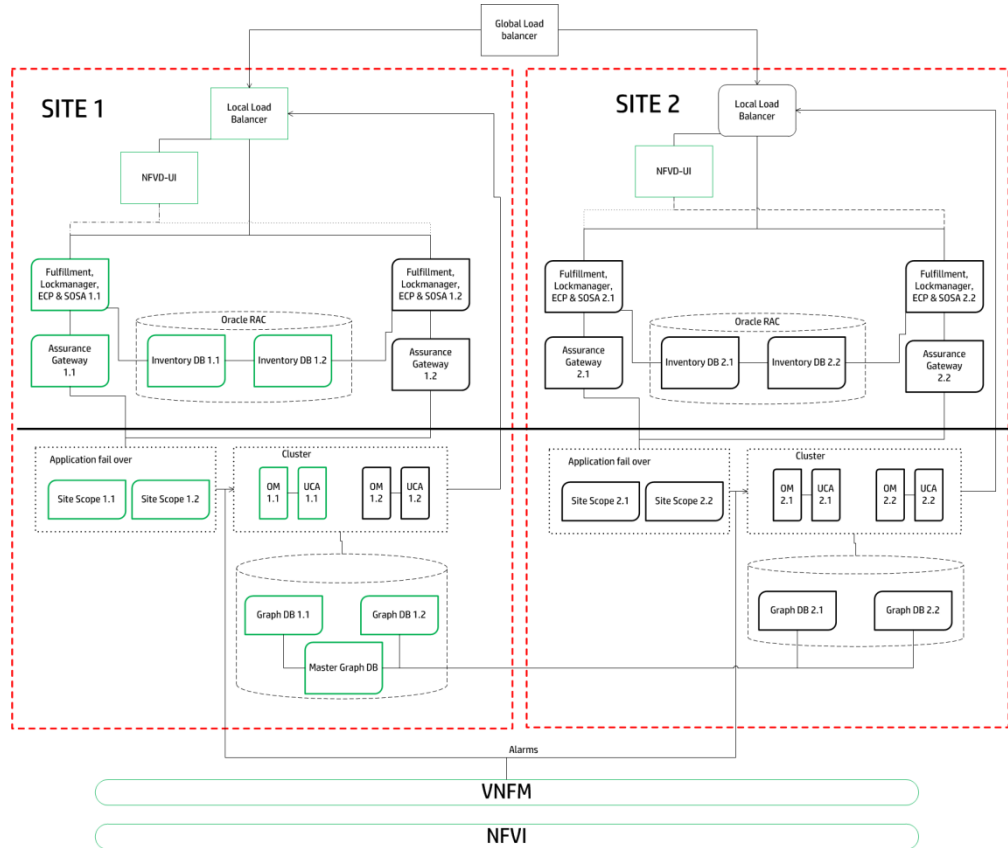 Global Load
balancer
SITE 1
Local Load
Balancer
NFVD-UI
Fulfillment,
Lockmanager,
ECP & SOSA 1.1
Fulfillment,
Lockmanager,
ECP & SOSA 1.2
Oracle RAC
Assurance
Gateway
1.1
Inventory DB 1.1
Inventory DB 1.2
Assurance
Gateway
1.2
Application fail over
Site Scope 1.1
Site Scope 1.2
Cluster
OM
1.1
UCA
1.1
OM
1.2
UCA
1.2
Graph DB 1.1
Graph DB 1.2
Master Graph DB
SITE 2
Local Load
Balancer
NFVD-UI
Fulfillment,
Lockmanager,
ECP & SOSA 2.1
Fulfillment,
Lockmanager,
ECP & SOSA 2.2
Oracle RAC
Assurance
Gateway
2.1
Inventory DB 2.1
Inventory DB 2.2
Assurance
Gateway
2.2
Application fail over
Site Scope 2.1
Site Scope 2.2
Cluster
OM
2.1
UCA
2.1
OM
2.2
UCA
2.2
Graph DB 2.1
Graph DB 2.2
Alarms
VNFM
NFVI